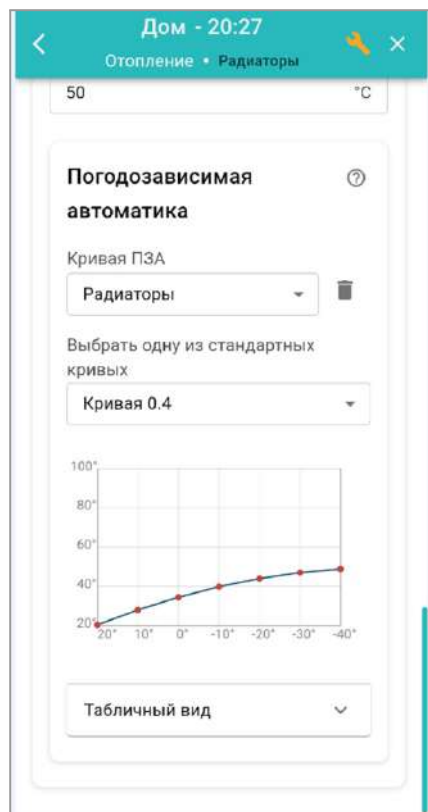 Дом - 20:27
Отопление • Радиаторы
50 °C
Погодозависимая
автоматика
Кривая ПЗА
Радиаторы
Выбрать одну из стандартных
кривых
Кривая 0.4
100°
80°
60°
40°
20°
20° 10° 0° -10° -20° -30° -40°
Табличный вид